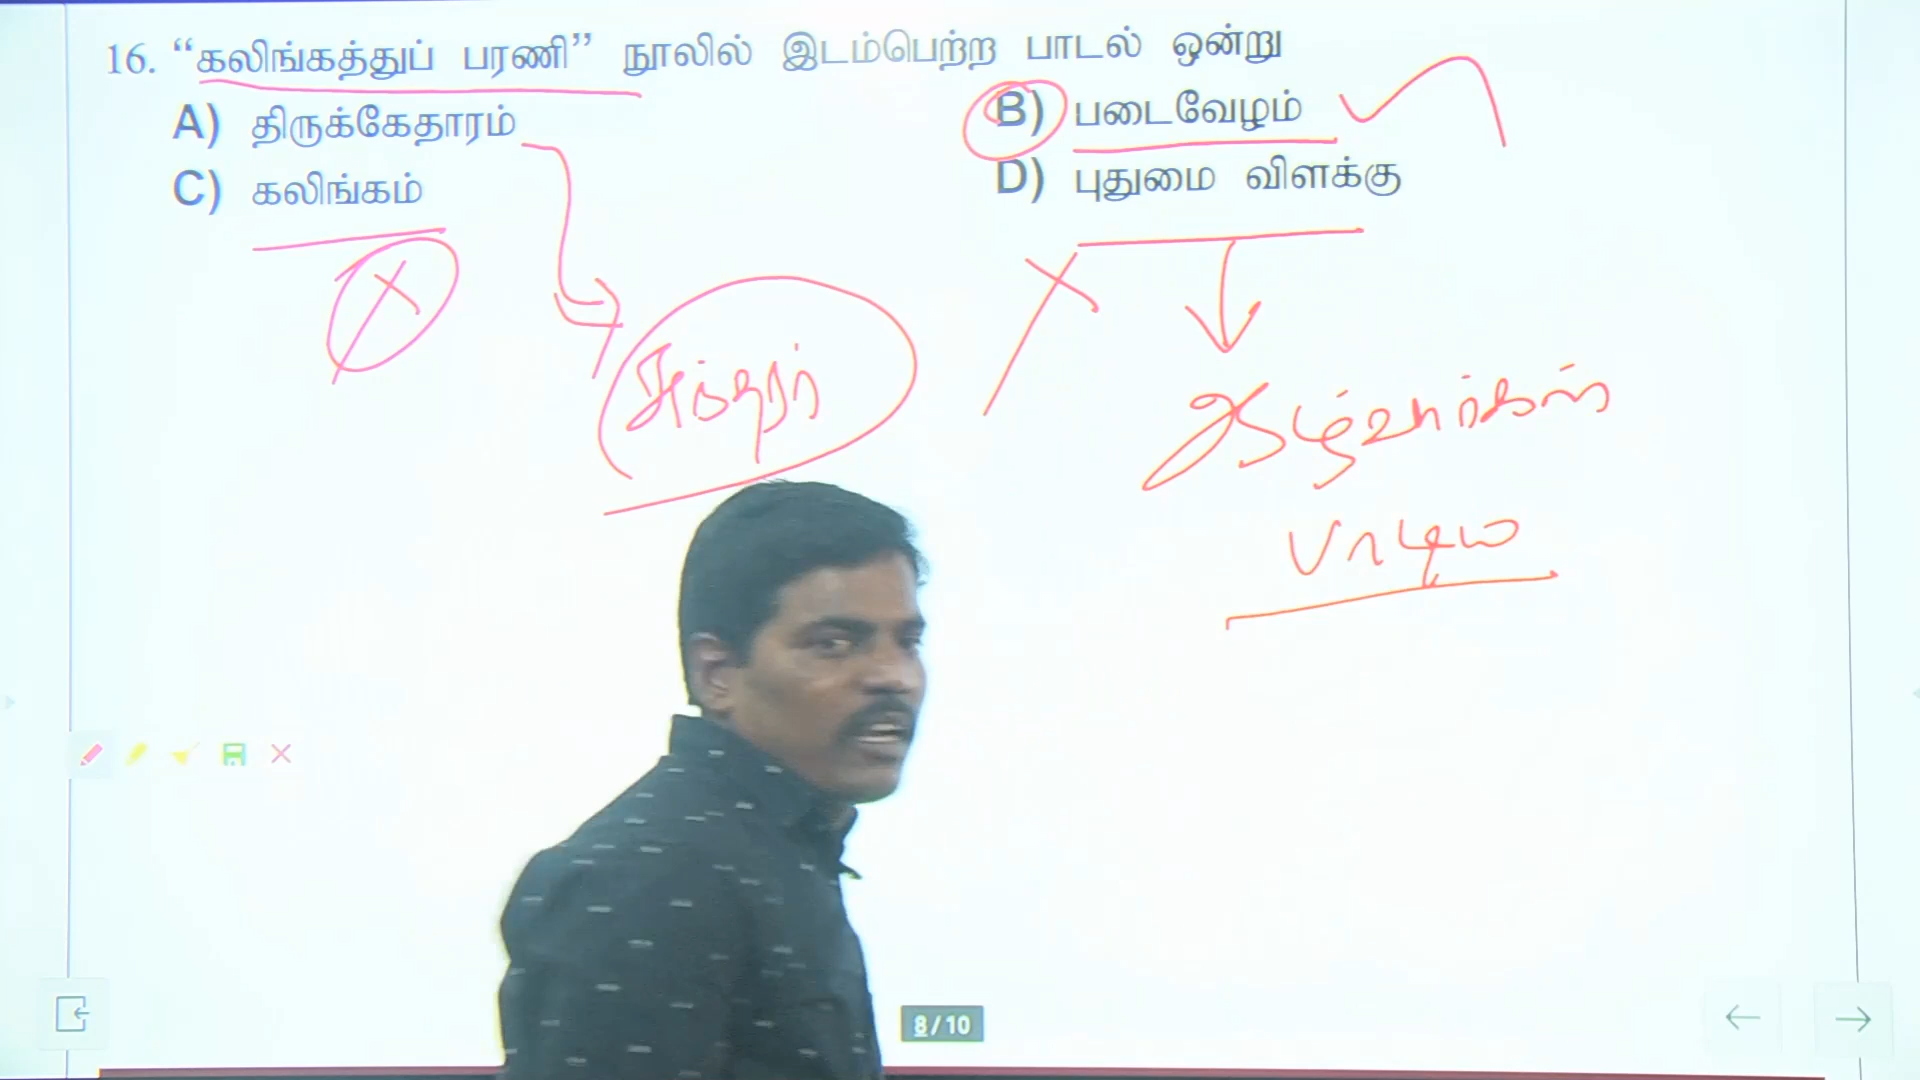 16. “கலிங்கத்துப் பரணி” நூலில் இடம்பெற்ற பாடல் ஒன்று
A) திருக்கேதாரம்
B) படைவேழம்
C) கலிங்கம்
D) புதுமை விளக்கு
சுந்தரர்
ஆழ்வார்கள்
பாடிய
8/10